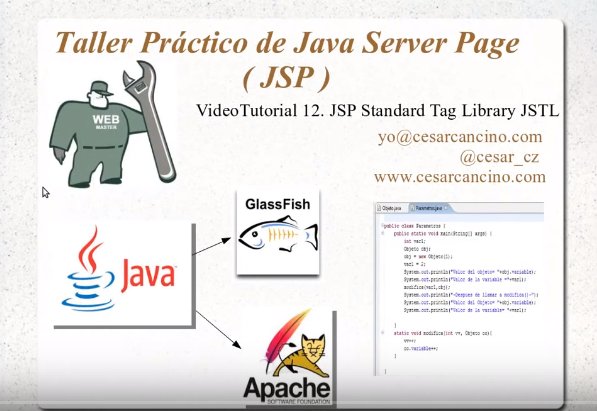 Taller Práctico de Java Server Page
( JSP )
VideoTutorial 12. JSP Standard Tag Library JSTL
yo@cesarcancino.com
@cesar_cz
www.cesarcancino.com
WEB
MASTER
GlassFish
Java
Apache
SOFTWARE FOUNDATION
Objeto.java
Parametros.java
public class Parametros {
public static void main(String[] args) {
int var1;
Objeto obj;
obj = new Objeto(1);
var1 = 2;
System.out.println("Valor del objeto= "+obj.variable);
System.out.println("Valor de la variable ="+var1);
modifica(var1,obj);
System.out.println("-Despues de llamar a modifica()-");
System.out.println("Valor del objeto= "+obj.variable);
System.out.println("Valor de la variable= "+var1);
}
static void modifica(int vv, Objeto oo){
vv++;
oo.variable++;
}